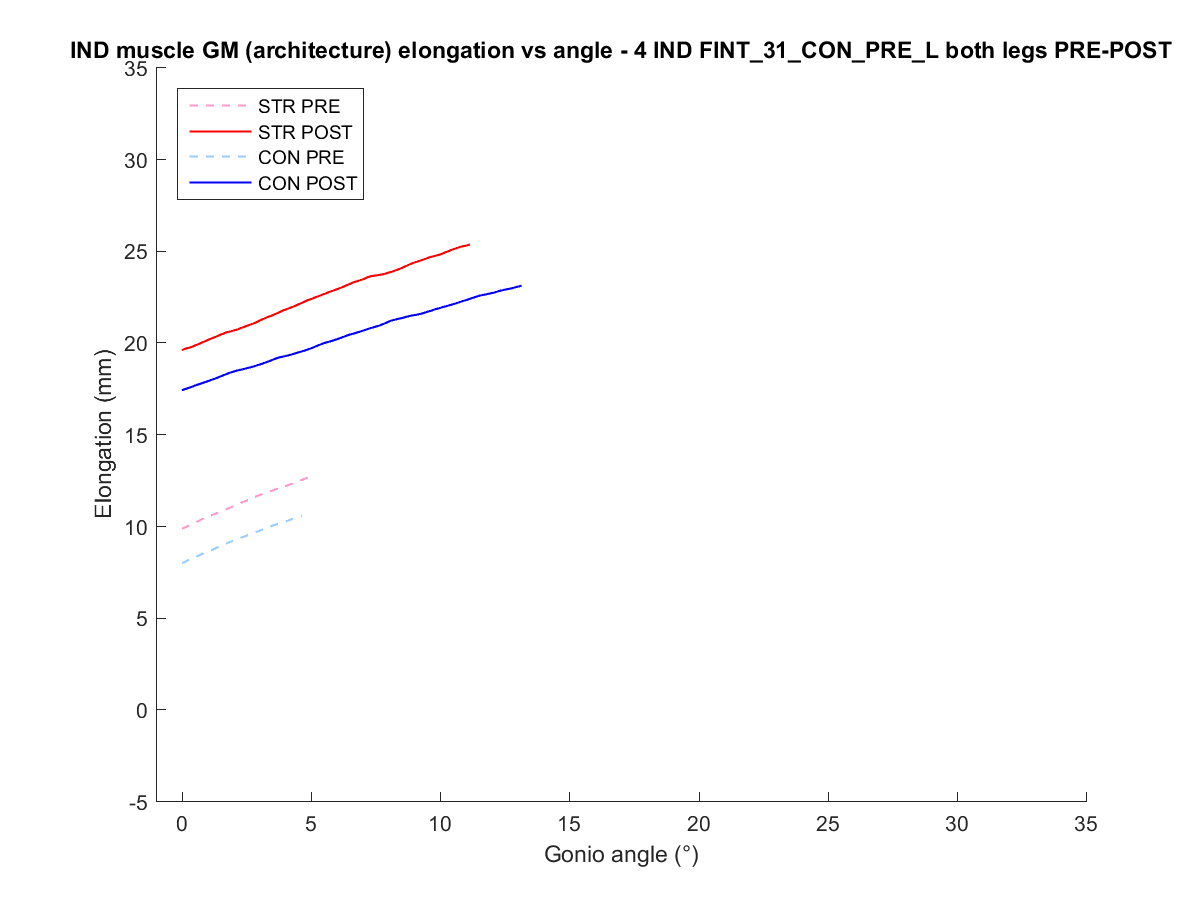 IND muscle GM (architecture) elongation vs angle - 4 IND FINT_31_CON_PRE_L both legs PRE-POST
STR PRE
STR POST
CON PRE
CON POST
35
30
25
20
15
10
5
0
-5
Elongation (mm)
0 5 10 15 20 25 30 35
Gonio angle (°)